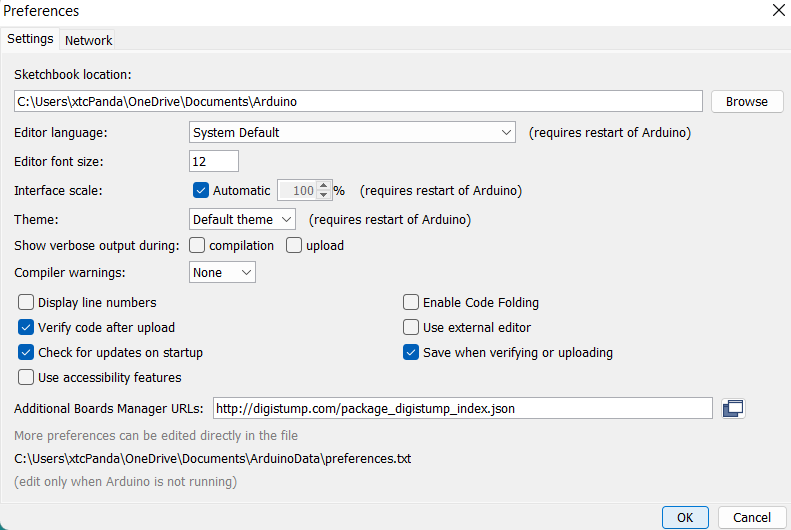 Preferences
Settings Network
Sketchbook location:
C:\Users\xtcPanda\OneDrive\Documents\Arduino Browse
Editor language: System Default (requires restart of Arduino)
Editor font size: 12
Interface scale: Automatic 100 % (requires restart of Arduino)
Theme: Default theme (requires restart of Arduino)
Show verbose output during: compilation upload
Compiler warnings: None
Display line numbers Enable Code Folding
Verify code after upload Use external editor
Check for updates on startup Save when verifying or uploading
Use accessibility features
Additional Boards Manager URLs: http://digistump.com/package_digistump_index.json
More preferences can be edited directly in the file
C:\Users\xtcPanda\OneDrive\Documents\ArduinoData\preferences.txt
(edit only when Arduino is not running)
OK Cancel